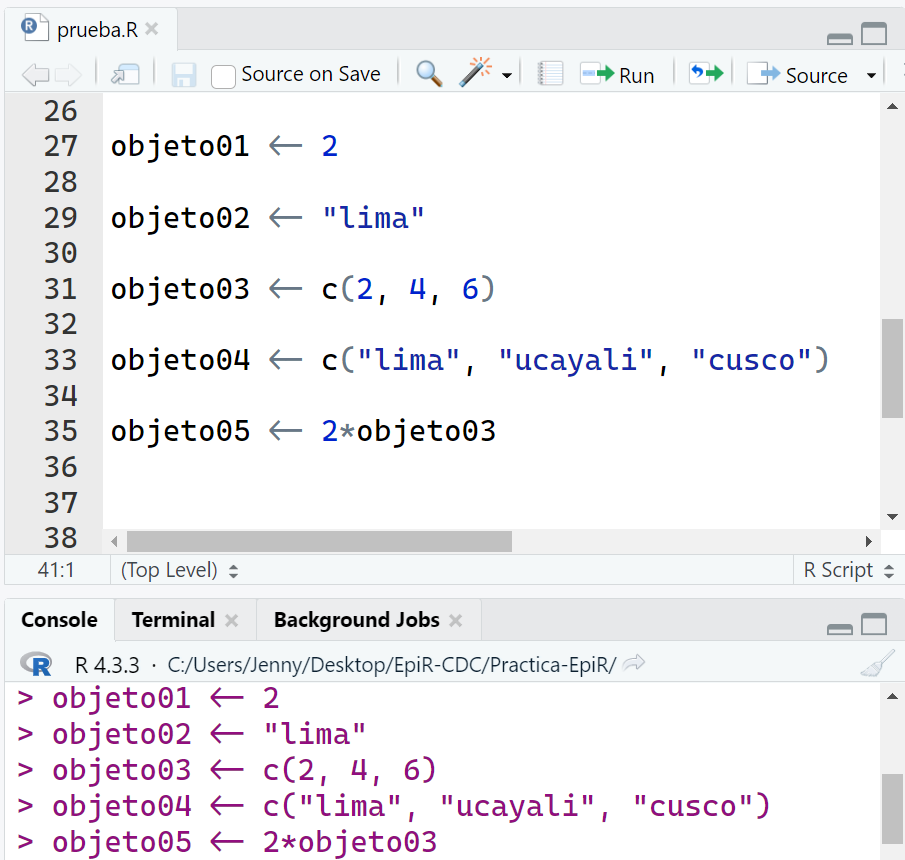 prueba.R
Source on Save Run Source
26
27 objeto01 <- 2
28
29 objeto02 <- "lima"
30
31 objeto03 <- c(2, 4, 6)
32
33 objeto04 <- c("lima", "ucayali", "cusco")
34
35 objeto05 <- 2*objeto03
36
37
38
41:1 (Top Level) R Script
Console Terminal Background Jobs
R 4.3.3 · C:/Users/Jenny/Desktop/EpiR-CDC/Practica-EpiR/
> objeto01 <- 2
> objeto02 <- "lima"
> objeto03 <- c(2, 4, 6)
> objeto04 <- c("lima", "ucayali", "cusco")
> objeto05 <- 2*objeto03